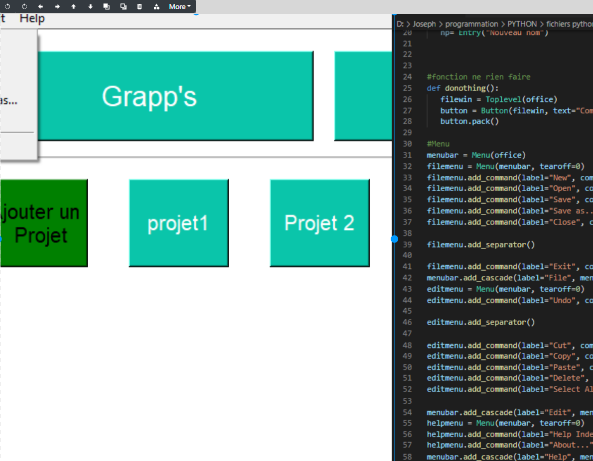 More
Help
as...
Grapp's
Ajouter un
Projet
projet1
Projet 2
D: > Joseph > programmation > PYTHON > fichiers python
20 np= Entry("Nouveau nom")
21
22
23
24 #fonction ne rien faire
25 def donothing():
26 filewin = Toplevel(office)
27 button = Button(filewin, text="Com
28 button.pack()
29
30 #Menu
31 menubar = Menu(office)
32 filemenu = Menu(menubar, tearoff=0)
33 filemenu.add_command(label="New", com
34 filemenu.add_command(label="Open", co
35 filemenu.add_command(label="Save", co
36 filemenu.add_command(label="Save as..
37 filemenu.add_command(label="Close", c
38
39 filemenu.add_separator()
40
41 filemenu.add_command(label="Exit", co
42 menubar.add_cascade(label="File", men
43 editmenu = Menu(menubar, tearoff=0)
44 editmenu.add_command(label="Undo", co
45
46 editmenu.add_separator()
47
48 editmenu.add_command(label="Cut", com
49 editmenu.add_command(label="Copy", co
50 editmenu.add_command(label="Paste", c
51 editmenu.add_command(label="Delete",
52 editmenu.add_command(label="Select Al
53
54 menubar.add_cascade(label="Edit", men
55 helpmenu = Menu(menubar, tearoff=0)
56 helpmenu.add_command(label="Help Inde
57 helpmenu.add_command(label="About..."
58 menubar.add_cascade(label="Help", men